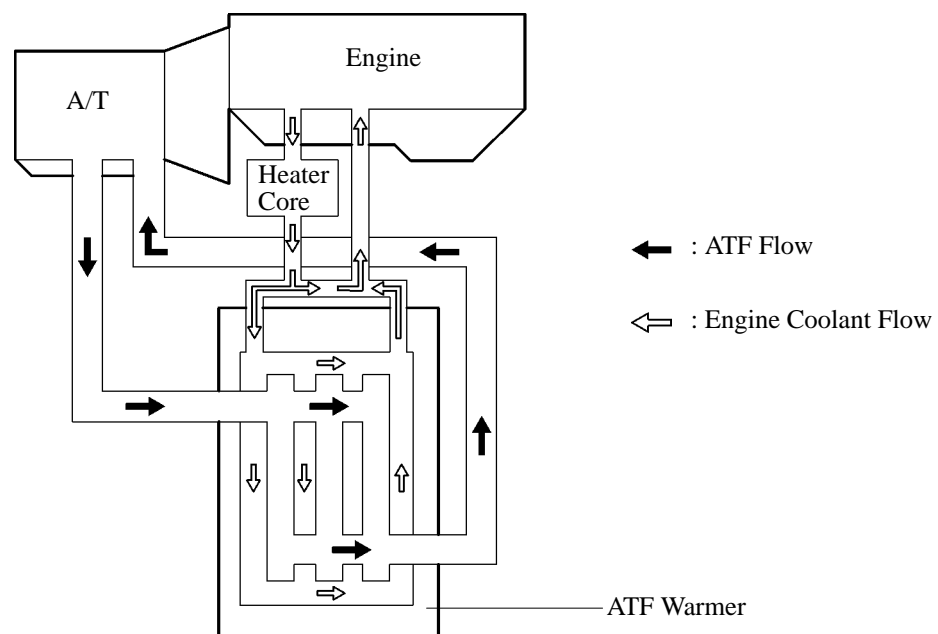 Engine
A/T
Heater
Core
: ATF Flow
: Engine Coolant Flow
ATF Warmer